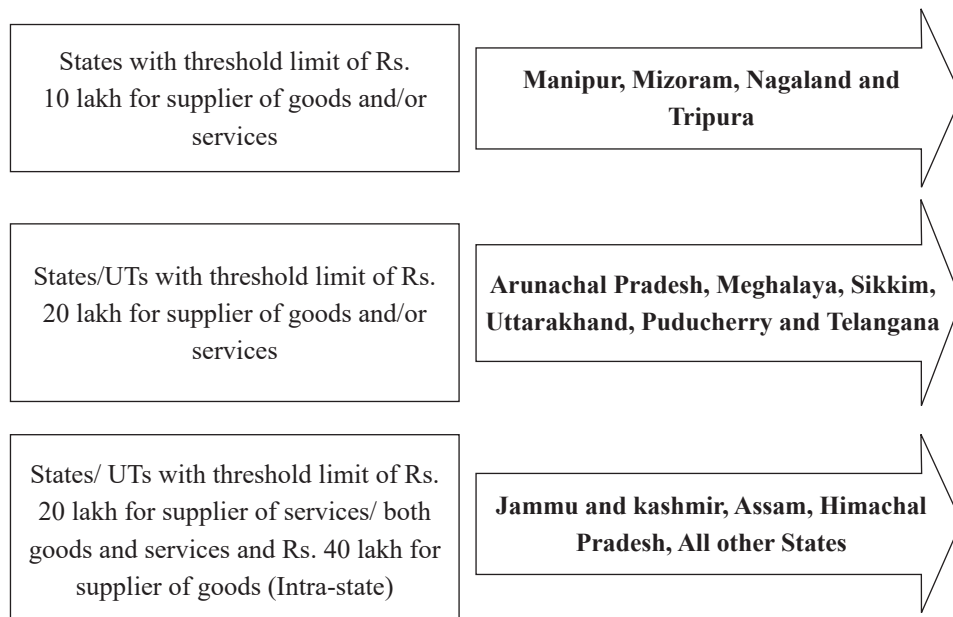 States with threshold limit of Rs.
10 lakh for supplier of goods and/or
services
Manipur, Mizoram, Nagaland and
Tripura
States/UTs with threshold limit of Rs.
20 lakh for supplier of goods and/or
services
Arunachal Pradesh, Meghalaya, Sikkim,
Uttarakhand, Puducherry and Telangana
States/ UTs with threshold limit of Rs.
20 lakh for supplier of services/ both
goods and services and Rs. 40 lakh for
supplier of goods (Intra-state)
Jammu and kashmir, Assam, Himachal
Pradesh, All other States